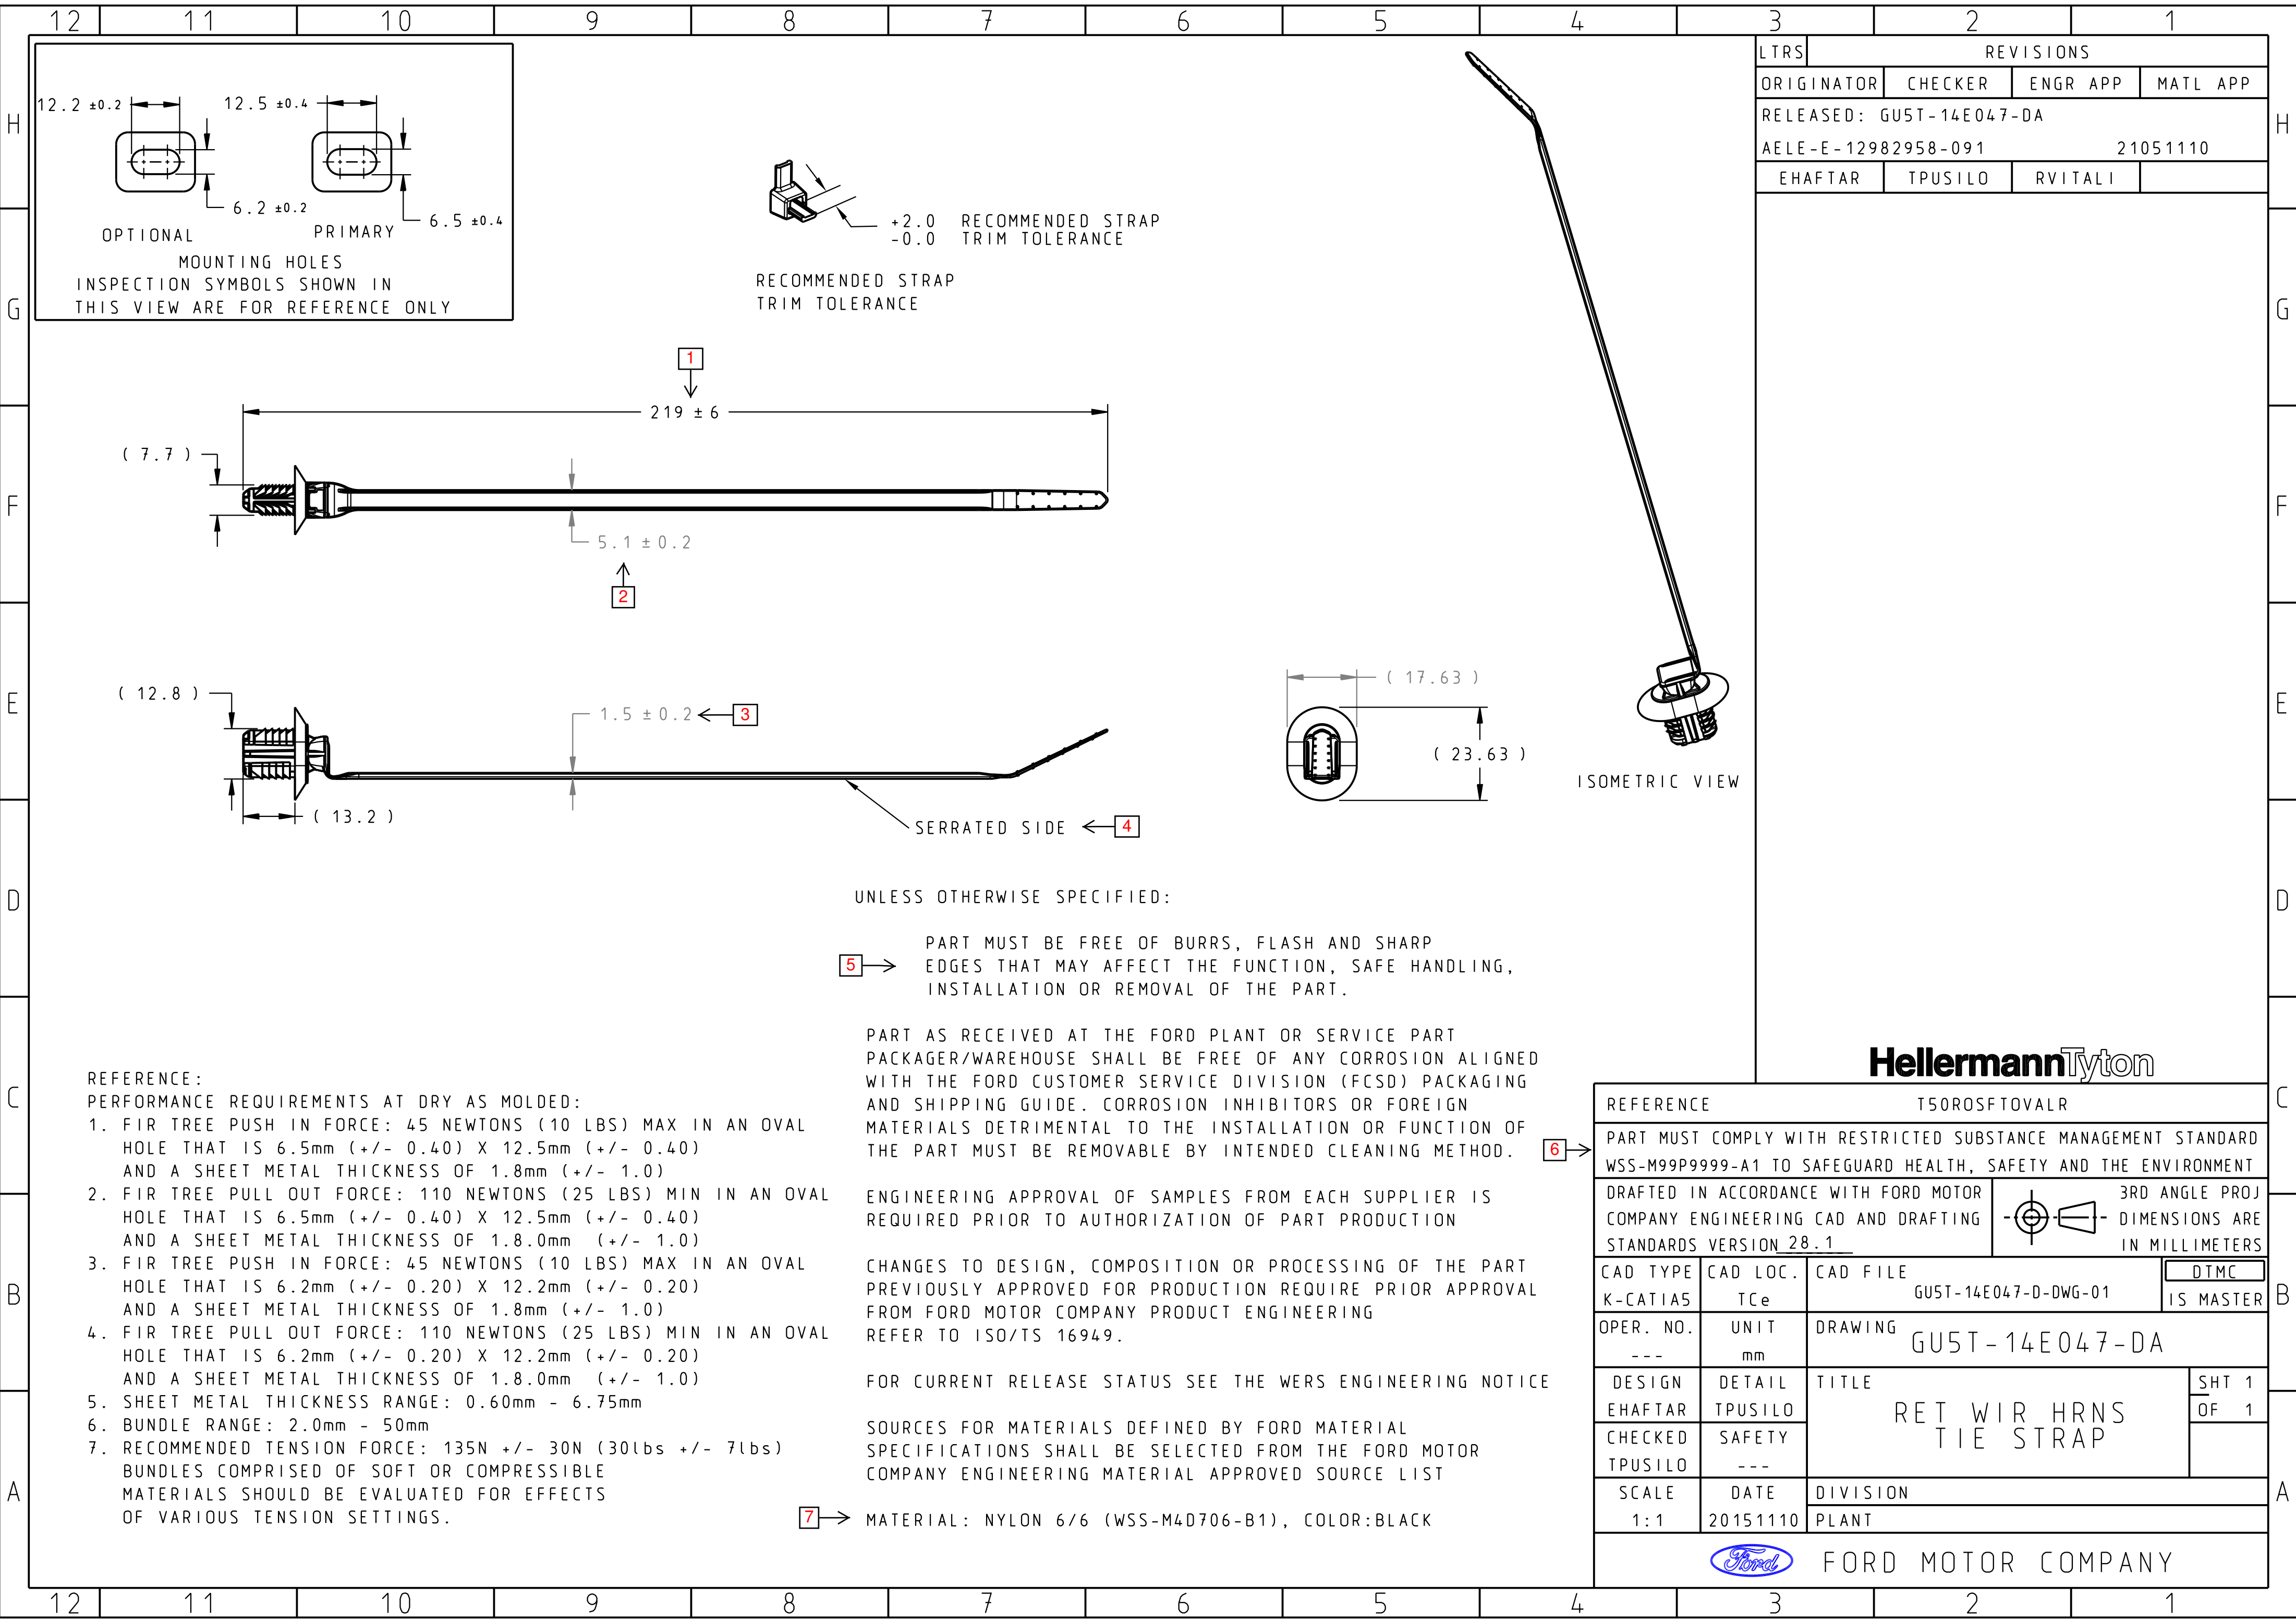 12 11 10 9 8 7 6 5 4 3 2 1
H
G
F
E
D
C
B
A
12.2 ±0.2
12.5 ±0.4
6.2 ±0.2
6.5 ±0.4
OPTIONAL
PRIMARY
MOUNTING HOLES
INSPECTION SYMBOLS SHOWN IN
THIS VIEW ARE FOR REFERENCE ONLY
+2.0 RECOMMENDED STRAP
-0.0 TRIM TOLERANCE
RECOMMENDED STRAP
TRIM TOLERANCE
LTRS REVISIONS
ORIGINATOR CHECKER ENGR APP MATL APP
RELEASED: GU5T-14E047-DA
AELE-E-12982958-091 21051110
EHAFTAR TPUSILO RVITALI
1
219 ±6
( 7.7 )
5.1 ±0.2
2
( 12.8 )
1.5 ±0.2
3
( 13.2 )
SERRATED SIDE
4
( 17.63 )
( 23.63 )
ISOMETRIC VIEW
UNLESS OTHERWISE SPECIFIED:
5
PART MUST BE FREE OF BURRS, FLASH AND SHARP
EDGES THAT MAY AFFECT THE FUNCTION, SAFE HANDLING,
INSTALLATION OR REMOVAL OF THE PART.
PART AS RECEIVED AT THE FORD PLANT OR SERVICE PART
PACKAGER/WAREHOUSE SHALL BE FREE OF ANY CORROSION ALIGNED
WITH THE FORD CUSTOMER SERVICE DIVISION (FCSD) PACKAGING
AND SHIPPING GUIDE. CORROSION INHIBITORS OR FOREIGN
MATERIALS DETRIMENTAL TO THE INSTALLATION OR FUNCTION OF
THE PART MUST BE REMOVABLE BY INTENDED CLEANING METHOD.
ENGINEERING APPROVAL OF SAMPLES FROM EACH SUPPLIER IS
REQUIRED PRIOR TO AUTHORIZATION OF PART PRODUCTION
CHANGES TO DESIGN, COMPOSITION OR PROCESSING OF THE PART
PREVIOUSLY APPROVED FOR PRODUCTION REQUIRE PRIOR APPROVAL
FROM FORD MOTOR COMPANY PRODUCT ENGINEERING
REFER TO ISO/TS 16949.
FOR CURRENT RELEASE STATUS SEE THE WERS ENGINEERING NOTICE
SOURCES FOR MATERIALS DEFINED BY FORD MATERIAL
SPECIFICATIONS SHALL BE SELECTED FROM THE FORD MOTOR
COMPANY ENGINEERING MATERIAL APPROVED SOURCE LIST
7
MATERIAL: NYLON 6/6 (WSS-M4D706-B1), COLOR:BLACK
REFERENCE:
PERFORMANCE REQUIREMENTS AT DRY AS MOLDED:
1. FIR TREE PUSH IN FORCE: 45 NEWTONS (10 LBS) MAX IN AN OVAL
HOLE THAT IS 6.5mm (+/- 0.40) X 12.5mm (+/- 0.40)
AND A SHEET METAL THICKNESS OF 1.8mm (+/- 1.0)
2. FIR TREE PULL OUT FORCE: 110 NEWTONS (25 LBS) MIN IN AN OVAL
HOLE THAT IS 6.5mm (+/- 0.40) X 12.5mm (+/- 0.40)
AND A SHEET METAL THICKNESS OF 1.8.0mm (+/- 1.0)
3. FIR TREE PUSH IN FORCE: 45 NEWTONS (10 LBS) MAX IN AN OVAL
HOLE THAT IS 6.2mm (+/- 0.20) X 12.2mm (+/- 0.20)
AND A SHEET METAL THICKNESS OF 1.8mm (+/- 1.0)
4. FIR TREE PULL OUT FORCE: 110 NEWTONS (25 LBS) MIN IN AN OVAL
HOLE THAT IS 6.2mm (+/- 0.20) X 12.2mm (+/- 0.20)
AND A SHEET METAL THICKNESS OF 1.8.0mm (+/- 1.0)
5. SHEET METAL THICKNESS RANGE: 0.60mm - 6.75mm
6. BUNDLE RANGE: 2.0mm - 50mm
7. RECOMMENDED TENSION FORCE: 135N +/- 30N (30lbs +/- 7lbs)
BUNDLES COMPRISED OF SOFT OR COMPRESSIBLE
MATERIALS SHOULD BE EVALUATED FOR EFFECTS
OF VARIOUS TENSION SETTINGS.
HellermannTyton
REFERENCE T50ROSFTOVALR
6
PART MUST COMPLY WITH RESTRICTED SUBSTANCE MANAGEMENT STANDARD
WSS-M99P9999-A1 TO SAFEGUARD HEALTH, SAFETY AND THE ENVIRONMENT
DRAFTED IN ACCORDANCE WITH FORD MOTOR
COMPANY ENGINEERING CAD AND DRAFTING
STANDARDS VERSION 28.1
3RD ANGLE PROJ
DIMENSIONS ARE
IN MILLIMETERS
CAD TYPE CAD LOC. CAD FILE DTMC
K-CATIA5 TCe GU5T-14E047-D-DWG-01 IS MASTER
OPER. NO. UNIT DRAWING GU5T-14E047-DA
--- mm
DESIGN DETAIL TITLE SHT 1
EHAFTAR TPUSILO RET WIR HRNS OF 1
CHECKED SAFETY TIE STRAP
TPUSILO ---
SCALE DATE DIVISION
1:1 20151110 PLANT
Ford FORD MOTOR COMPANY
H
G
F
E
D
C
B
A
12 11 10 9 8 7 6 5 4 3 2 1